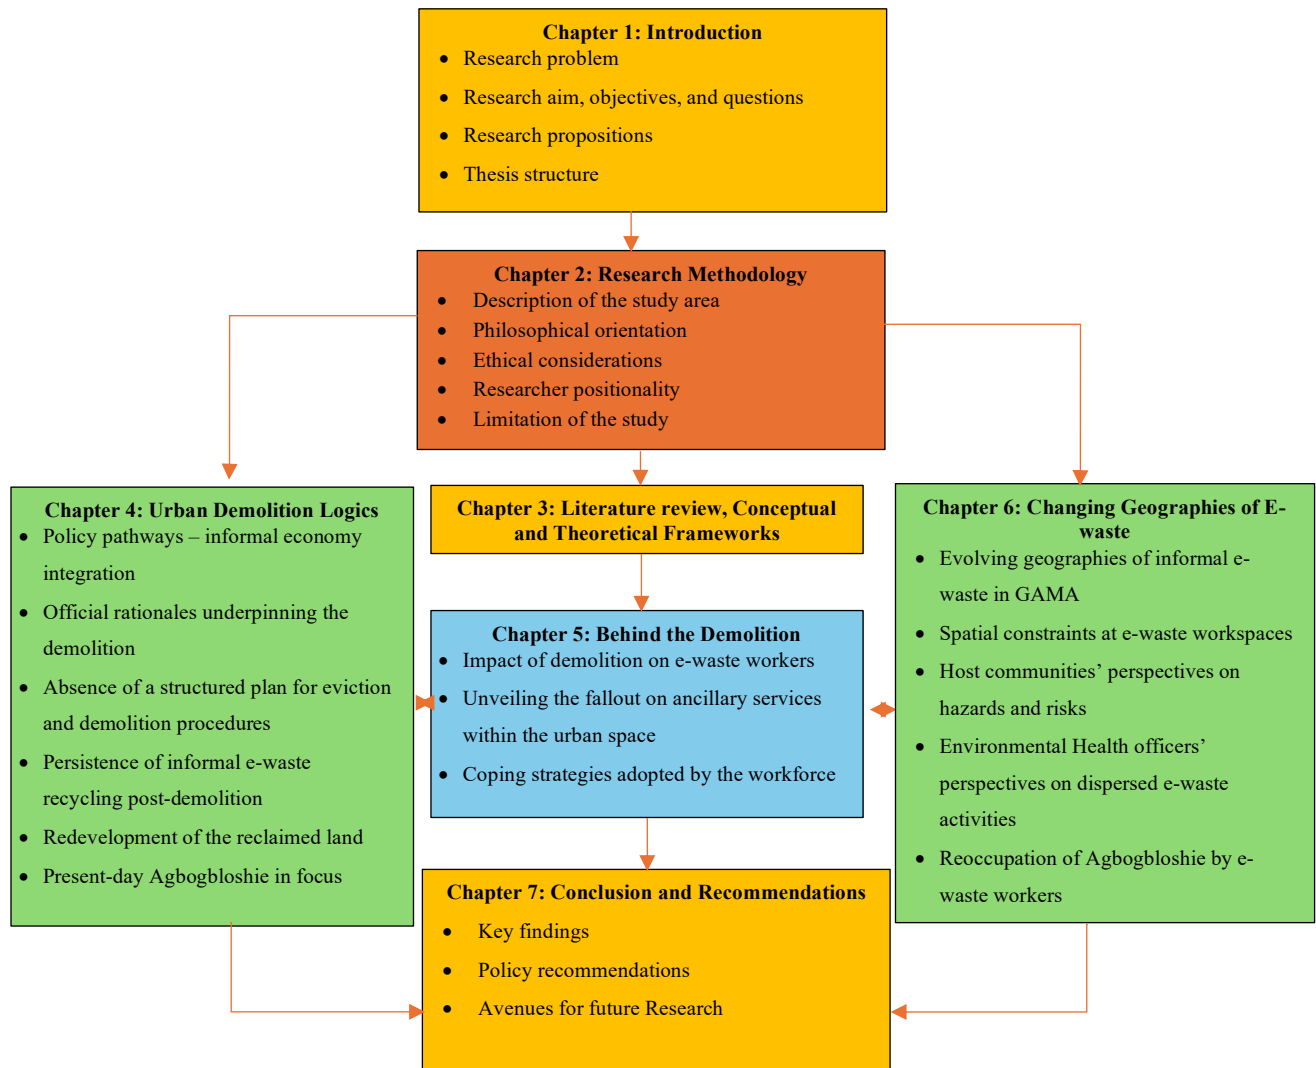 Chapter 1: Introduction
• Research problem
• Research aim, objectives, and questions
• Research propositions
• Thesis structure
Chapter 2: Research Methodology
• Description of the study area
• Philosophical orientation
• Ethical considerations
• Researcher positionality
• Limitation of the study
Chapter 4: Urban Demolition Logics
• Policy pathways – informal economy
integration
• Official rationales underpinning the
demolition
• Absence of a structured plan for eviction
and demolition procedures
• Persistence of informal e-waste
recycling post-demolition
• Redevelopment of the reclaimed land
• Present-day Agbogbloshie in focus
Chapter 3: Literature review, Conceptual
and Theoretical Frameworks
Chapter 5: Behind the Demolition
• Impact of demolition on e-waste workers
• Unveiling the fallout on ancillary services
within the urban space
• Coping strategies adopted by the workforce
Chapter 6: Changing Geographies of E-
waste
• Evolving geographies of informal e-
waste in GAMA
• Spatial constraints at e-waste workspaces
• Host communities’ perspectives on
hazards and risks
• Environmental Health officers’
perspectives on dispersed e-waste
activities
• Reoccupation of Agbogbloshie by e-
waste workers
Chapter 7: Conclusion and Recommendations
• Key findings
• Policy recommendations
• Avenues for future Research